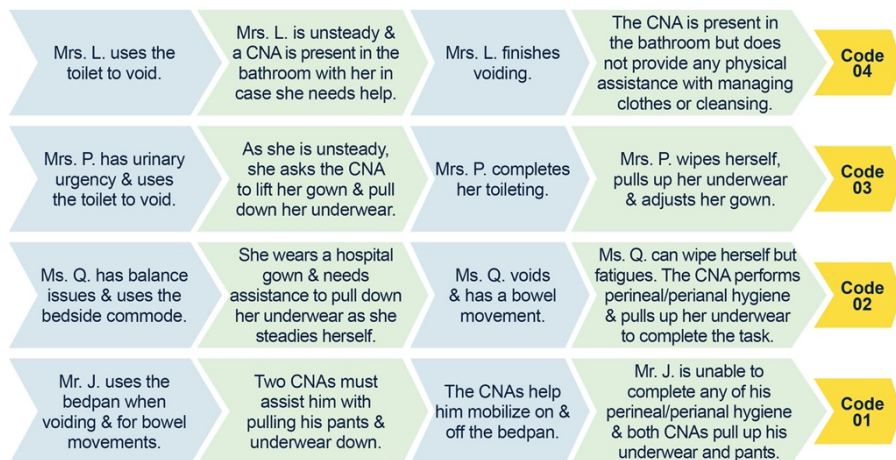 Mrs. L. uses the
toilet to void.
Mrs. L. is unsteady &
a CNA is present in the
bathroom with her in
case she needs help.
Mrs. L. finishes
voiding.
The CNA is present in
the bathroom but does
not provide any physical
assistance with managing
clothes or cleansing.
Code
04
Mrs. P. has urinary
urgency & uses
the toilet to void.
As she is unsteady,
she asks the CNA
to lift her gown & pull
down her underwear.
Mrs. P. completes
her toileting.
Mrs. P. wipes herself,
pulls up her underwear
& adjusts her gown.
Code
03
Ms. Q. has balance
issues & uses the
bedside commode.
She wears a hospital
gown & needs
assistance to pull down
her underwear as she
steadies herself.
Ms. Q. voids
& has a bowel
movement.
Ms. Q. can wipe herself but
fatigues. The CNA performs
perineal/perianal hygiene
& pulls up her underwear
to complete the task.
Code
02
Mr. J. uses the
bedpan when
voiding & for bowel
movements.
Two CNAs must
assist him with
pulling his pants &
underwear down.
The CNAs help
him mobilize on &
off the bedpan.
Mr. J. is unable to
complete any of his
perineal/perianal hygiene
& both CNAs pull up his
underwear and pants.
Code
01